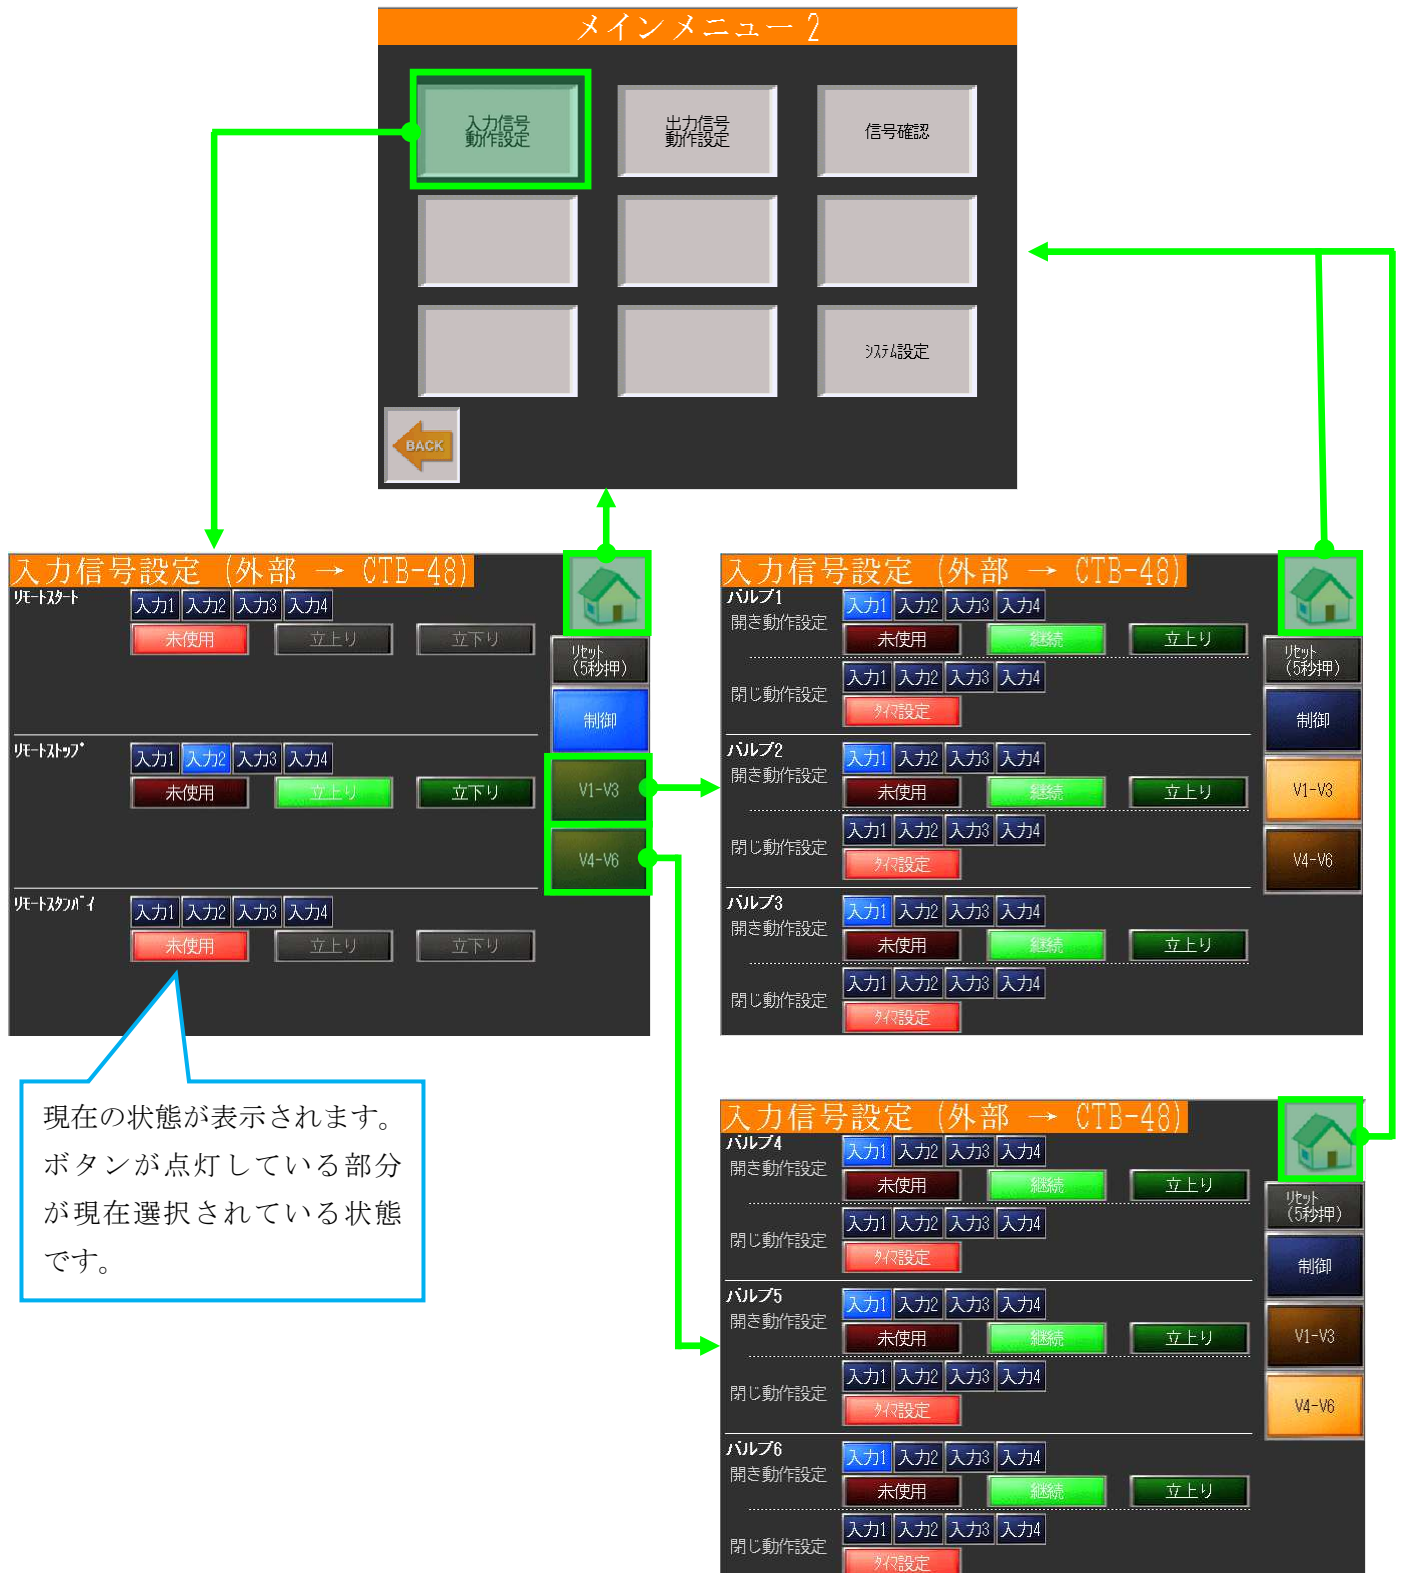 メインメニュー2
入力信号
動作設定
出力信号
動作設定
信号確認
ｼｽﾃﾑ設定
BACK
入力信号設定 (外部 → CTB-48)
ﾘﾓｰﾄｽﾀｰﾄ
入力1 入力2 入力3 入力4
未使用 立上り 立下り
ﾘﾓｰﾄｽﾄｯﾌﾟ
入力1 入力2 入力3 入力4
未使用 立上り 立下り
ﾘﾓｰﾄｽﾀﾝﾊﾞｲ
入力1 入力2 入力3 入力4
未使用 立上り 立下り
ﾘｾｯﾄ
(5秒押)
制御
V1-V3
V4-V6
現在の状態が表示されます。
ボタンが点灯している部分
が現在選択されている状態
です。
入力信号設定 (外部 → CTB-48)
バルブ1
開き動作設定
入力1 入力2 入力3 入力4
未使用 継続 立上り
閉じ動作設定
入力1 入力2 入力3 入力4
ﾀｲﾏ設定
バルブ2
開き動作設定
入力1 入力2 入力3 入力4
未使用 継続 立上り
閉じ動作設定
入力1 入力2 入力3 入力4
ﾀｲﾏ設定
バルブ3
開き動作設定
入力1 入力2 入力3 入力4
未使用 継続 立上り
閉じ動作設定
入力1 入力2 入力3 入力4
ﾀｲﾏ設定
ﾘｾｯﾄ
(5秒押)
制御
V1-V3
V4-V6
入力信号設定 (外部 → CTB-48)
バルブ4
開き動作設定
入力1 入力2 入力3 入力4
未使用 継続 立上り
閉じ動作設定
入力1 入力2 入力3 入力4
ﾀｲﾏ設定
バルブ5
開き動作設定
入力1 入力2 入力3 入力4
未使用 継続 立上り
閉じ動作設定
入力1 入力2 入力3 入力4
ﾀｲﾏ設定
バルブ6
開き動作設定
入力1 入力2 入力3 入力4
未使用 継続 立上り
閉じ動作設定
入力1 入力2 入力3 入力4
ﾀｲﾏ設定
ﾘｾｯﾄ
(5秒押)
制御
V1-V3
V4-V6